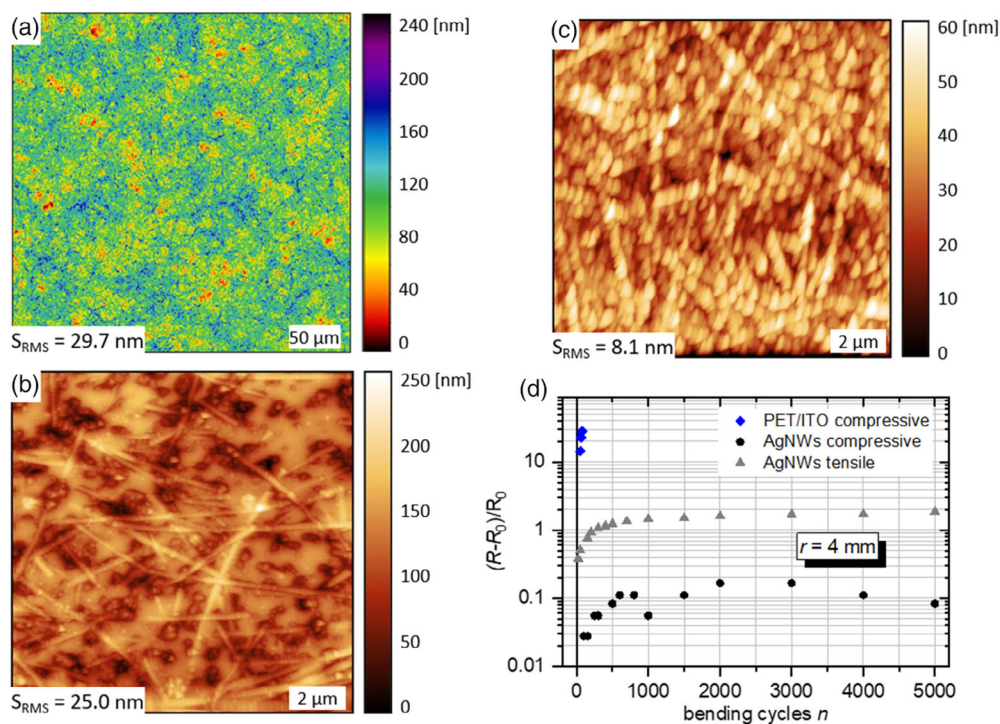 (a)
240 [nm]
200
160
120
80
40
0
S_RMS = 29.7 nm
50 µm
(b)
250 [nm]
200
150
100
50
0
S_RMS = 25.0 nm
2 µm
(c)
60 [nm]
50
40
30
20
10
0
S_RMS = 8.1 nm
2 µm
(d)
PET/ITO compressive
AgNWs compressive
AgNWs tensile
r = 4 mm
(R-R₀)/R₀
10
1
0.1
0.01
0 1000 2000 3000 4000 5000
bending cycles n